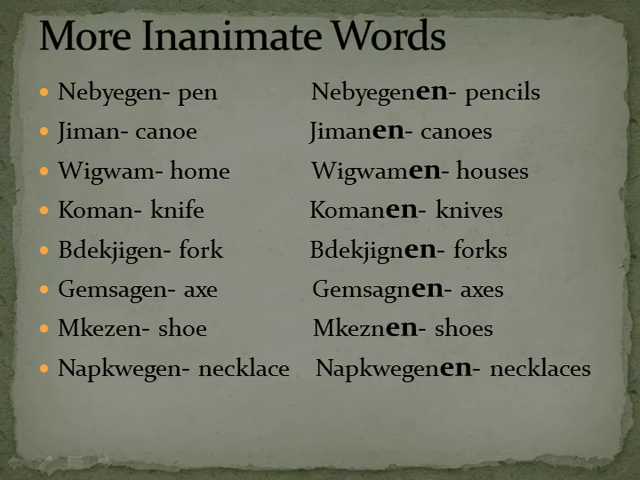 More Inanimate Words
Nebyegen- pen Nebyegenen- pencils
Jiman- canoe Jimanen- canoes
Wigwam- home Wigwamen- houses
Koman- knife Komanen- knives
Bdekjigen- fork Bdekjignen- forks
Gemsagen- axe Gemsagnen- axes
Mkezen- shoe Mkeznen- shoes
Napkwegen- necklace Napkwegenen- necklaces